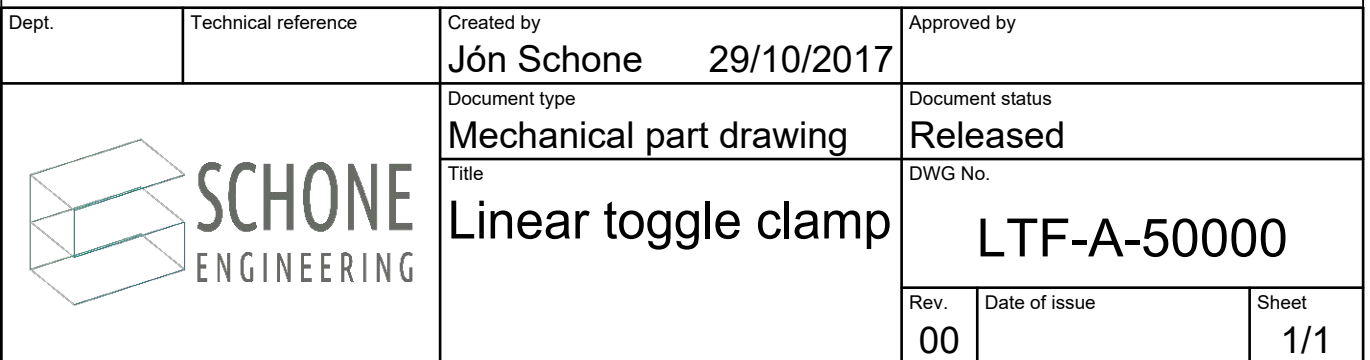 Dept.
Technical reference
Created by
Jón Schone 29/10/2017
Approved by
SCHONE
ENGINEERING
Document type
Mechanical part drawing
Document status
Released
Title
Linear toggle clamp
DWG No.
LTF-A-50000
Rev.
00
Date of issue
Sheet
1/1